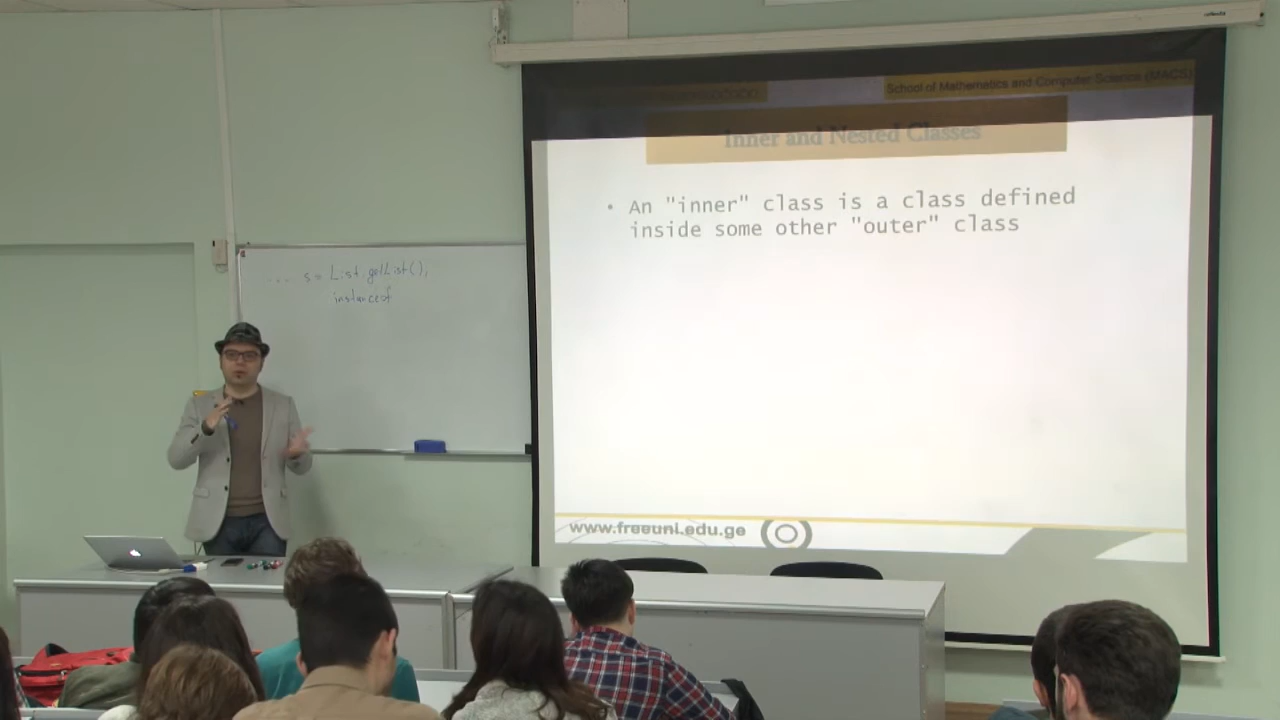 School of Mathematics and Computer Science (MACS)
Inner and Nested Classes
• An "inner" class is a class defined
inside some other "outer" class
... s = List.getList();
instanceof
www.freeuni.edu.ge